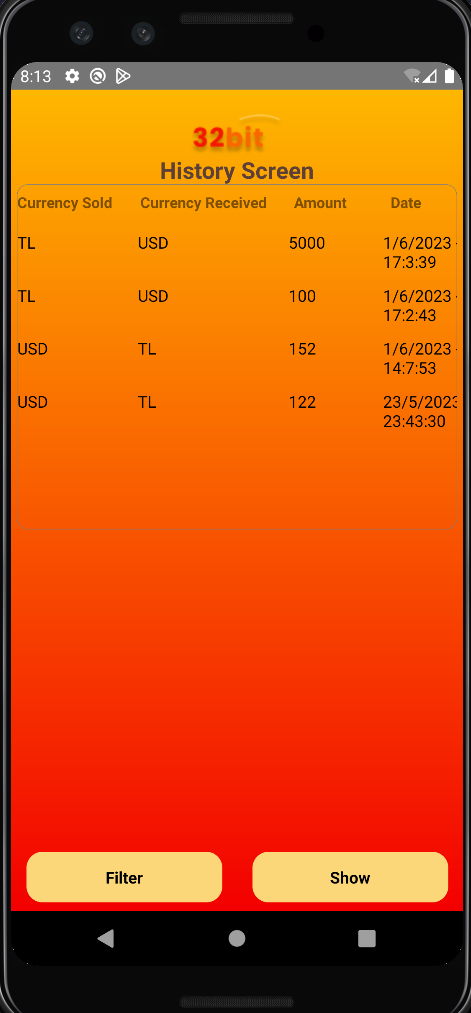 8:13
32bit
History Screen
Currency Sold Currency Received Amount Date
TL USD 5000 1/6/2023 -
17:3:39
TL USD 100 1/6/2023 -
17:2:43
USD TL 152 1/6/2023 -
14:7:53
USD TL 122 23/5/2023
23:43:30
Filter Show